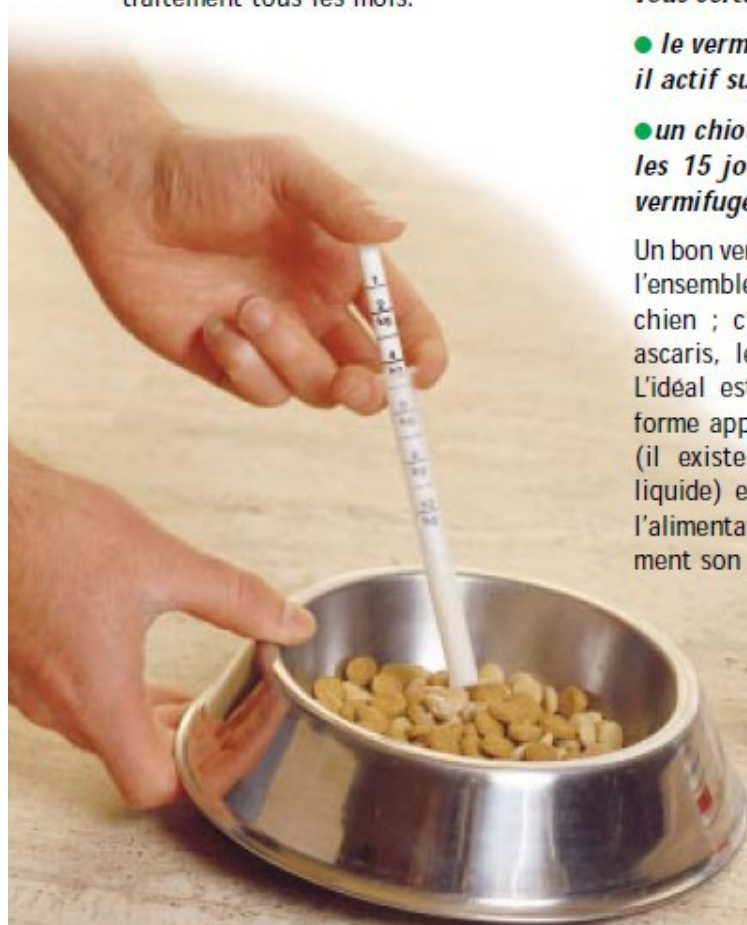 traitement tous les mois.
● le verm
il actif su
● un chio
les 15 jo
vermifuge
Un bon ver
l'ensemble
chien ; c
ascaris, le
L'idéal est
forme app
(il existe
liquide) e
l'alimenta
ment son